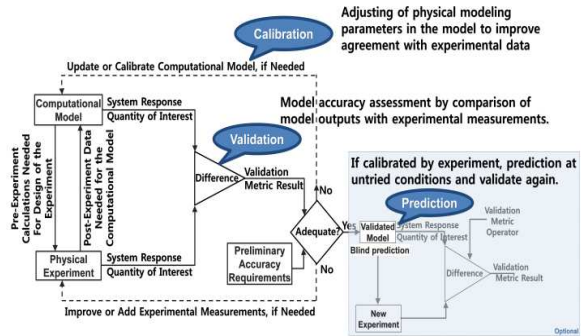 Calibration
Adjusting of physical modeling
parameters in the model to improve
agreement with experimental data
Update or Calibrate Computational Model, if Needed
Computational
Model
System Response
Quantity of Interest
Validation
Model accuracy assessment by comparison of
model outputs with experimental measurements.
Pre-Experiment
Calculations Needed
For Design of the
Experiment
Post-Experiment Data
Needed for the
Computational Model
Difference
Validation
Metric Result
No
Adequate?
Yes
No
Preliminary
Accuracy
Requirements
Physical
Experiment
System Response
Quantity of Interest
Improve or Add Experimental Measurements, if Needed
If calibrated by experiment, prediction at
untried conditions and validate again.
Prediction
Validated
Model
System Response
Quantity of Interest
Blind prediction
Validation
Metric
Operator
Difference
Validation
Metric Result
New
Experiment
Optional